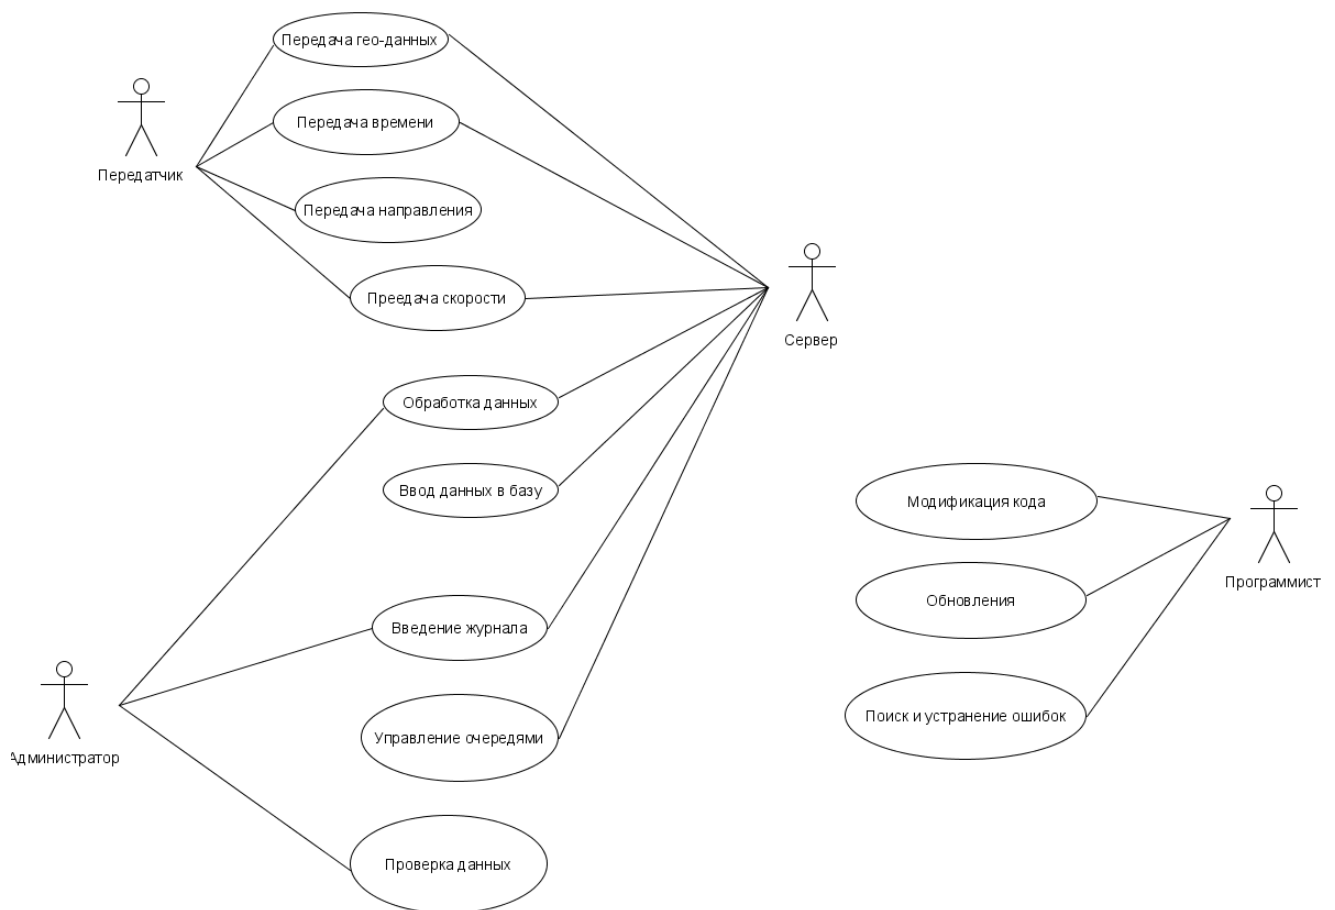 Передача гео-данных
Передача времени
Передатчик
Передача направления
Преедача скорости
Сервер
Обработка данных
Ввод данных в базу
Модификация кода
Программист
Обновления
Введение журнала
Управление очередями
Поиск и устранение ошибок
Администратор
Проверка данных